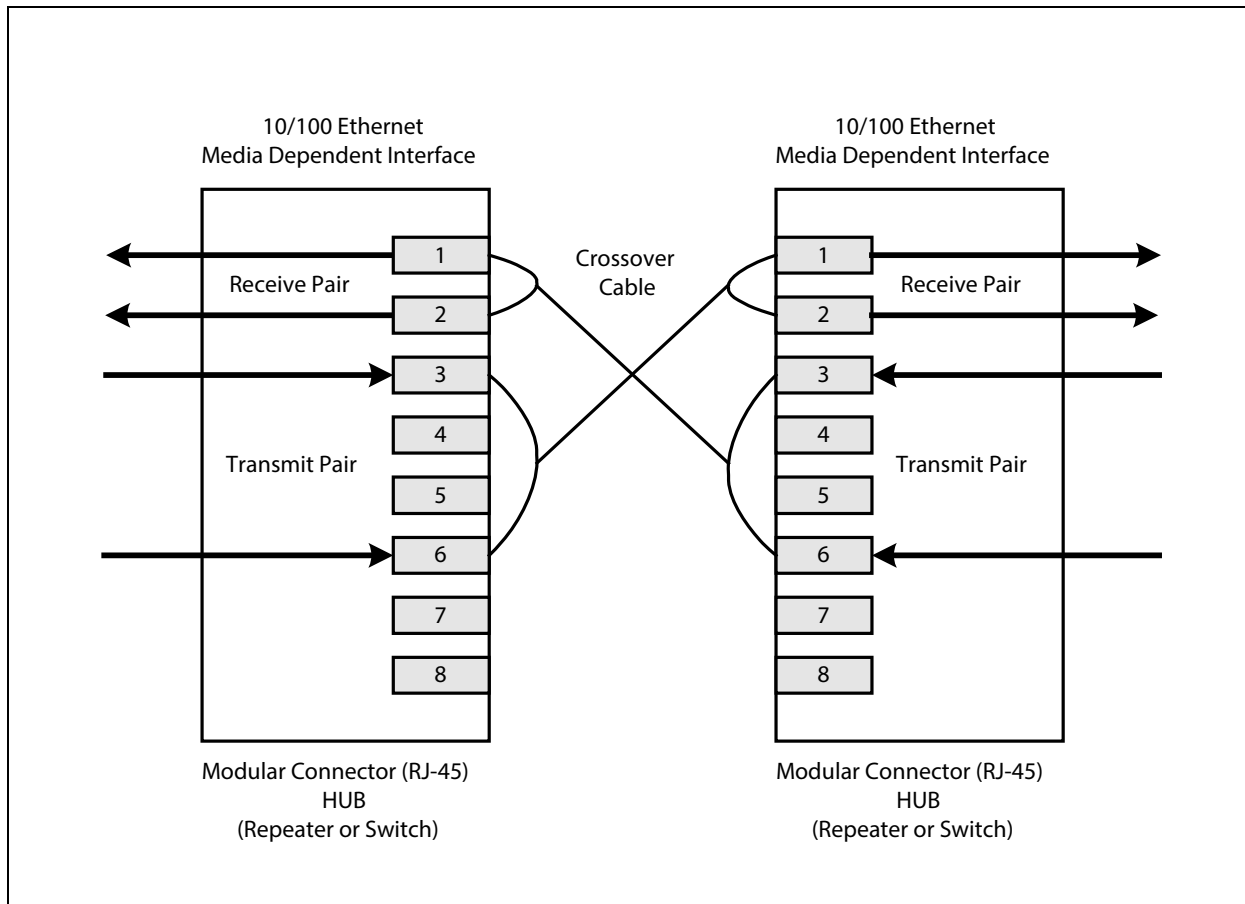 10/100 Ethernet
Media Dependent Interface
10/100 Ethernet
Media Dependent Interface
1
2
3
4
5
6
7
8
Receive Pair
Transmit Pair
Crossover
Cable
1
2
3
4
5
6
7
8
Receive Pair
Transmit Pair
Modular Connector (RJ-45)
HUB
(Repeater or Switch)
Modular Connector (RJ-45)
HUB
(Repeater or Switch)